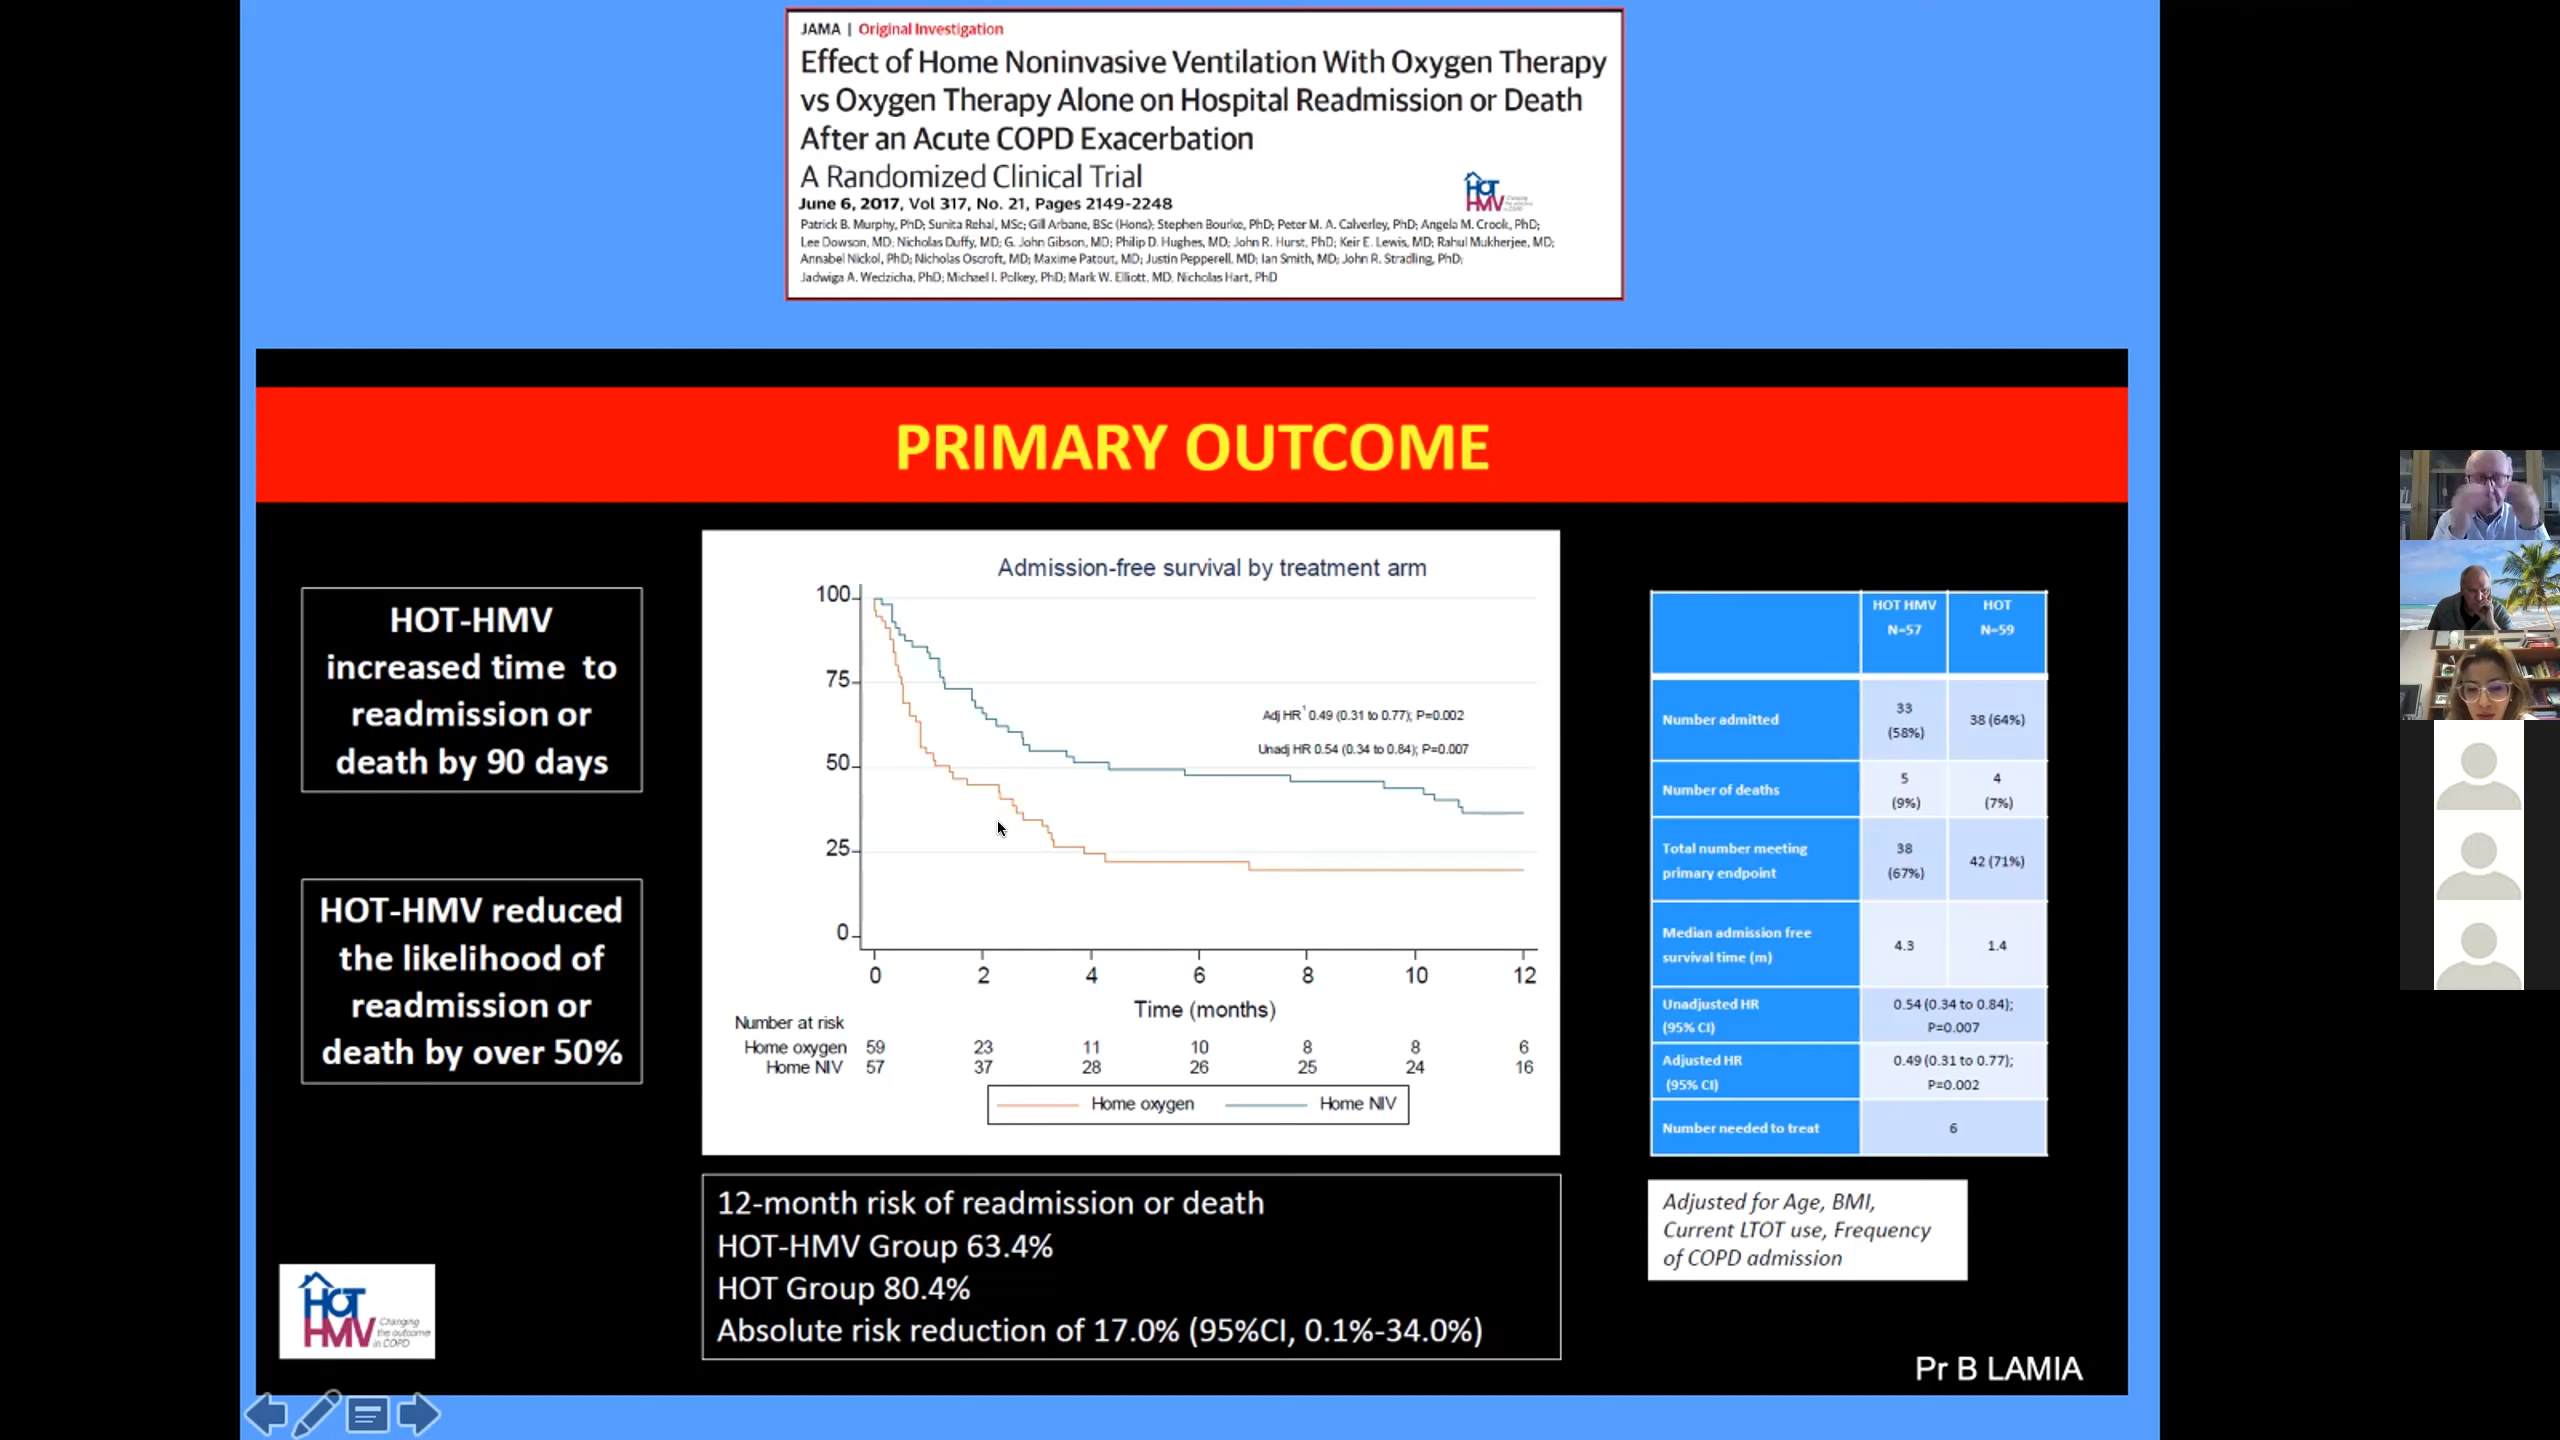 JAMA | Original Investigation
Effect of Home Noninvasive Ventilation With Oxygen Therapy
vs Oxygen Therapy Alone on Hospital Readmission or Death
After an Acute COPD Exacerbation
A Randomized Clinical Trial
HOT
HMV
June 6, 2017, Vol 317, No. 21, Pages 2149-2248
Patrick B. Murphy, PhD; Sunita Rehal, MSc; Gill Arbane, BSc (Hons); Stephen Bourke, PhD; Peter M. A. Calverley, PhD; Angela M. Crook, PhD;
Lee Dowson, MD; Nicholas Duffy, MD; G. John Gibson, MD; Philip D. Hughes, MD; John R. Hurst, PhD; Keir E. Lewis, MD; Rahul Mukherjee, MD;
Annabel Nickol, PhD; Nicholas Oscroft, MD; Maxime Patout, MD; Justin Pepperell, MD; Ian Smith, MD; John R. Stradling, PhD;
Jadwiga A. Wedzicha, PhD; Michael I. Polkey, PhD; Mark W. Elliott, MD; Nicholas Hart, PhD
PRIMARY OUTCOME
HOT-HMV
increased time to
readmission or
death by 90 days
HOT-HMV reduced
the likelihood of
readmission or
death by over 50%
Admission-free survival by treatment arm
100
75
50
25
0
Adj HR¹ 0.49 (0.31 to 0.77); P=0.002
Unadj HR 0.54 (0.34 to 0.84); P=0.007
0 2 4 6 8 10 12
Time (months)
Number at risk
Home oxygen 59 23 11 10 8 8 6
Home NIV 57 37 28 26 25 24 16
Home oxygen Home NIV
HOT HMV HOT
N=57 N=59
Number admitted 33 (58%) 38 (64%)
Number of deaths 5 (9%) 4 (7%)
Total number meeting primary endpoint 38 (67%) 42 (71%)
Median admission free survival time (m) 4.3 1.4
Unadjusted HR (95% CI) 0.54 (0.34 to 0.84); P=0.007
Adjusted HR (95% CI) 0.49 (0.31 to 0.77); P=0.002
Number needed to treat 6
12-month risk of readmission or death
HOT-HMV Group 63.4%
HOT Group 80.4%
Absolute risk reduction of 17.0% (95%CI, 0.1%-34.0%)
Adjusted for Age, BMI,
Current LTOT use, Frequency
of COPD admission
HOT
HMV
Changing
the outcome
in COPD
Pr B LAMIA